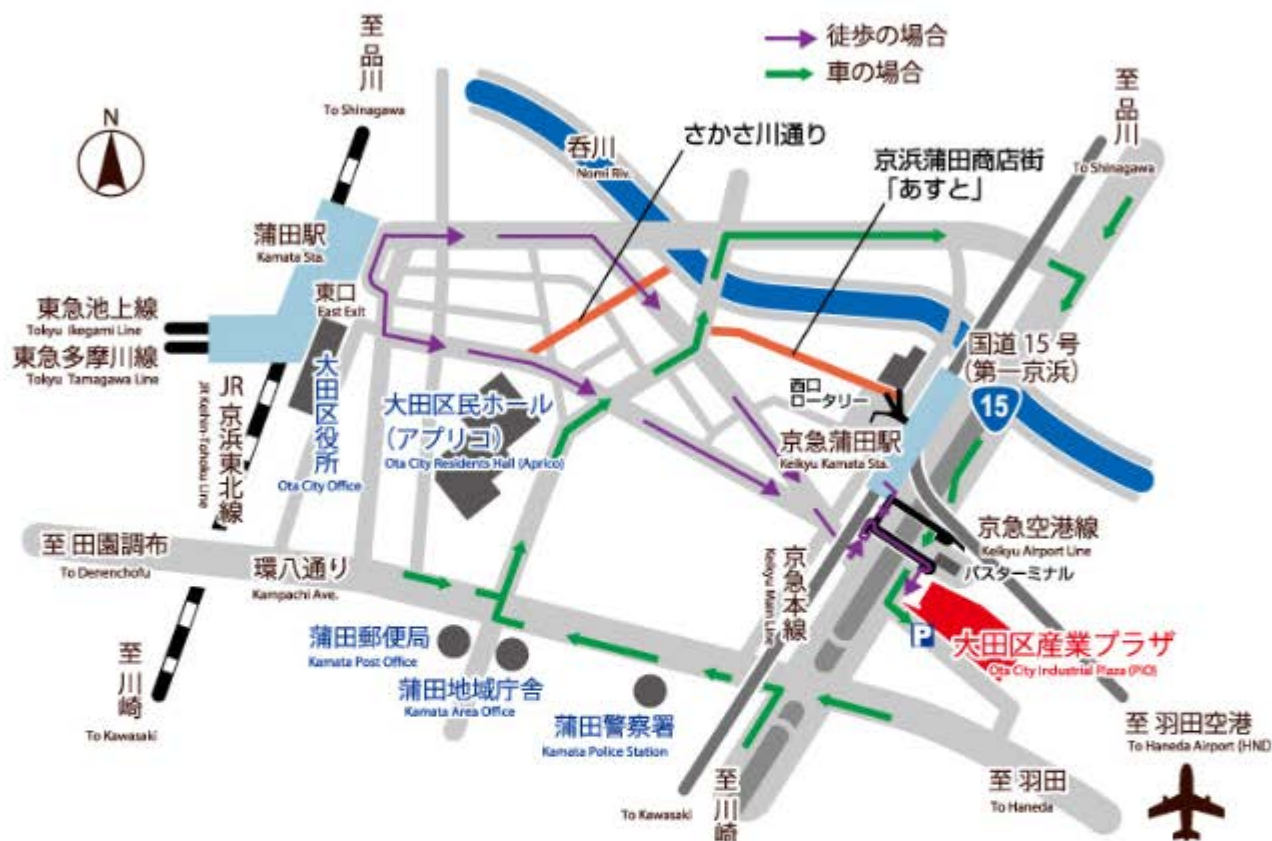 徒歩の場合
車の場合
至 品川
To Shinagawa
N
さかさ川通り
呑川
Nomi Riv.
京浜蒲田商店街
「あすと」
至 品川
To Shinagawa
蒲田駅
Kamata Sta.
東口
East Exit
東急池上線
Tokyu Ikegami Line
東急多摩川線
Tokyu Tamagawa Line
JR 京浜東北線
JR Keihin-Tohoku Line
大田区役所
Ota City Office
大田区民ホール
（アプリコ）
Ota City Residents Hall (Aprico)
西口
ロータリー
京急蒲田駅
Keikyu Kamata Sta.
国道 15 号
（第一京浜）
15
京急空港線
Keikyu Airport Line
バスターミナル
至 田園調布
To Denenchofu
環八通り
Kampachi Ave.
京急本線
Keikyu Main Line
P
大田区産業プラザ
Ota City Industrial Plaza (PiO)
蒲田郵便局
Kamata Post Office
蒲田地域庁舎
Kamata Area Office
蒲田警察署
Kamata Police Station
至 川崎
To Kawasaki
至 川崎
To Kawasaki
至 羽田
To Haneda
至 羽田空港
To Haneda Airport (HND)